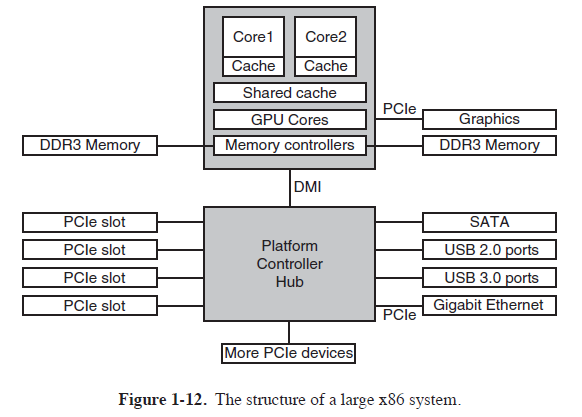 Core1 Core2
Cache Cache
Shared cache
GPU Cores
PCIe
Graphics
DDR3 Memory
Memory controllers
DDR3 Memory
DMI
PCIe slot
PCIe slot
PCIe slot
PCIe slot
Platform
Controller
Hub
SATA
USB 2.0 ports
USB 3.0 ports
Gigabit Ethernet
PCIe
More PCIe devices
Figure 1-12. The structure of a large x86 system.